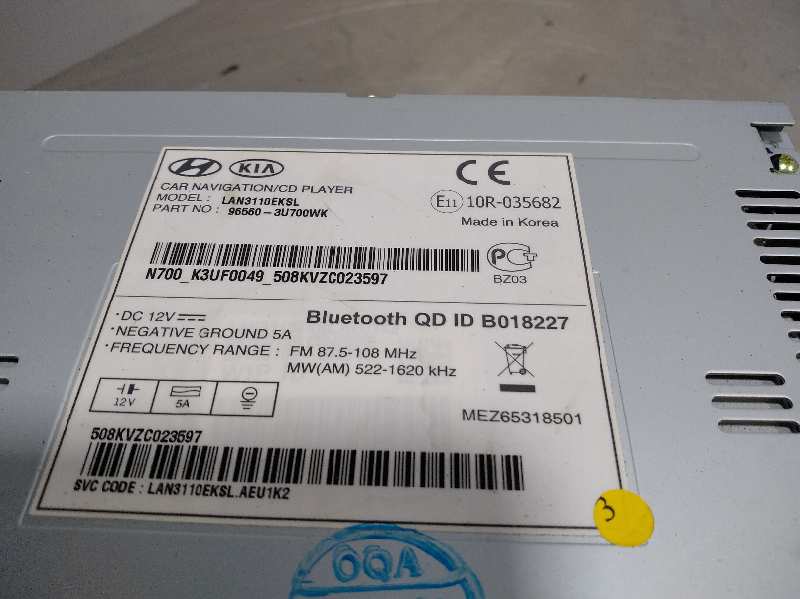 HYUNDAI KIA
CAR NAVIGATION/CD PLAYER
MODEL : LAN3110EKSL
PART NO : 96560-3U700WK
CE
E11 10R-035682
Made in Korea
N700_K3UF0049_508KVZC023597
BZ03
· DC 12V
· NEGATIVE GROUND 5A
· FREQUENCY RANGE : FM 87.5-108 MHz
MW(AM) 522-1620 kHz
Bluetooth QD ID B018227
12V 5A
MEZ65318501
508KVZC023597
SVC CODE : LAN3110EKSL.AEU1K2
3
OQA